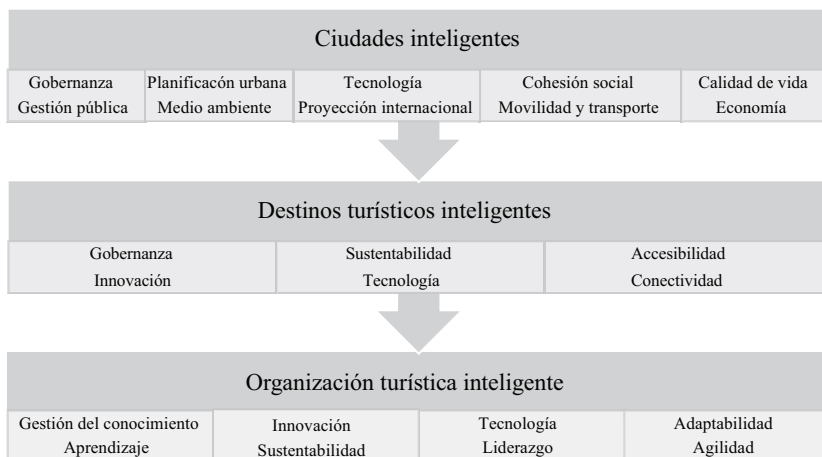 Ciudades inteligentes
Gobernanza
Gestión pública
Planificacón urbana
Medio ambiente
Tecnología
Proyección internacional
Cohesión social
Movilidad y transporte
Calidad de vida
Economía
Destinos turísticos inteligentes
Gobernanza
Innovación
Sustentabilidad
Tecnología
Accesibilidad
Conectividad
Organización turística inteligente
Gestión del conocimiento
Aprendizaje
Innovación
Sustentabilidad
Tecnología
Liderazgo
Adaptabilidad
Agilidad